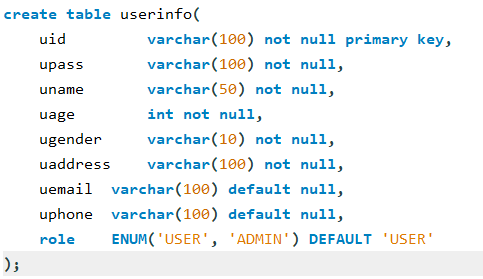 create table userinfo(
    uid          varchar(100) not null primary key,
    upass        varchar(100) not null,
    uname        varchar(50) not null,
    uage         int not null,
    ugender      varchar(10) not null,
    uaddress     varchar(100) not null,
    uemail  varchar(100) default null,
    uphone  varchar(100) default null,
    role    ENUM('USER', 'ADMIN') DEFAULT 'USER'
);